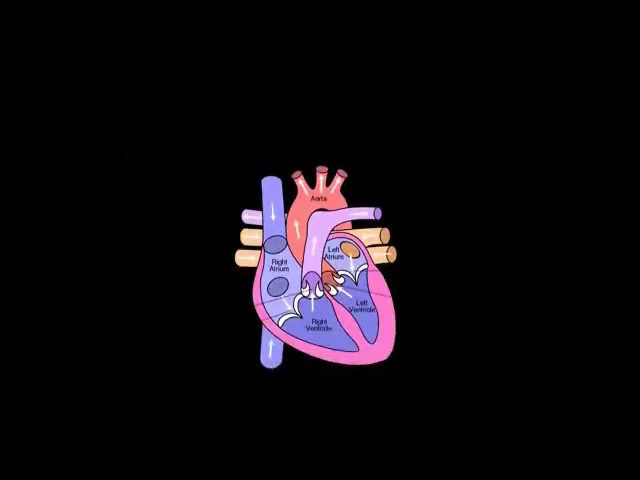 Aorta
Left
Atrium
Right
Atrium
Left
Ventricle
Right
Ventricle